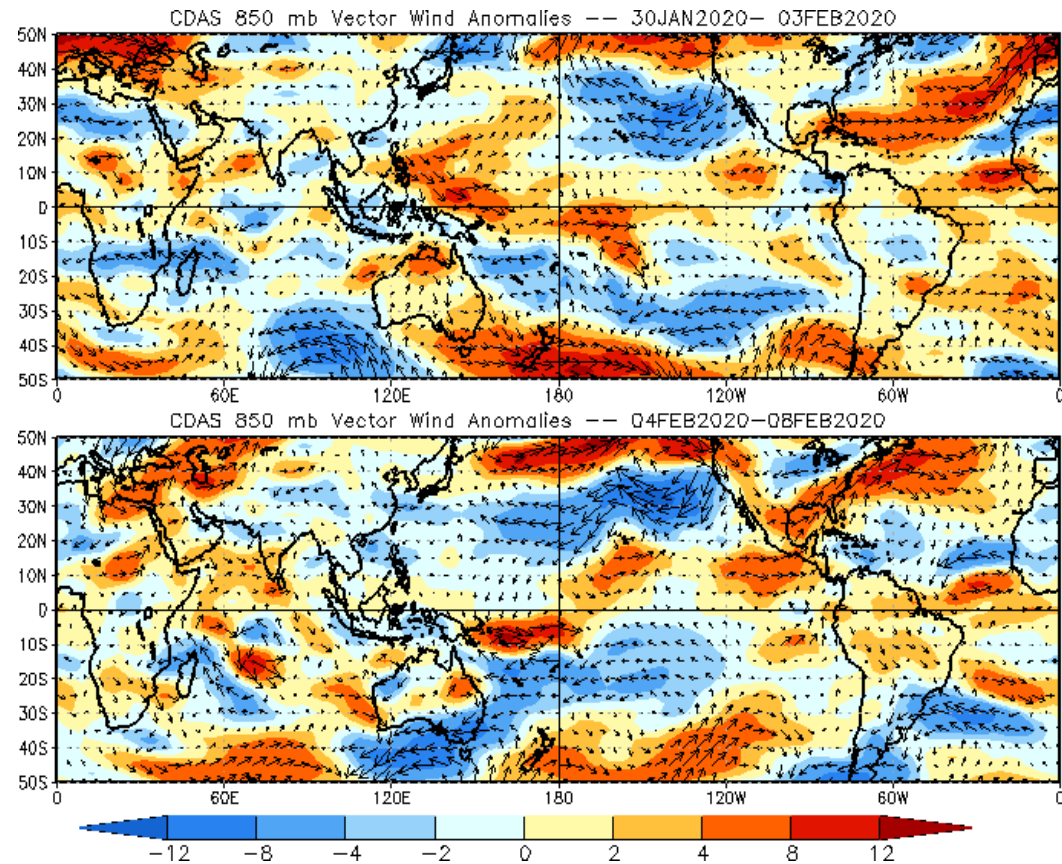 CDAS 850 mb Vector Wind Anomalies -- 30JAN2020- 03FEB2020
50N
40N
30N
20N
10N
0
10S
20S
30S
40S
50S
0 60E 120E 180 120W 60W 0
CDAS 850 mb Vector Wind Anomalies -- 04FEB2020-08FEB2020
50N
40N
30N
20N
10N
0
10S
20S
30S
40S
50S
0 60E 120E 180 120W 60W 0
-12 -8 -4 -2 0 2 4 8 12